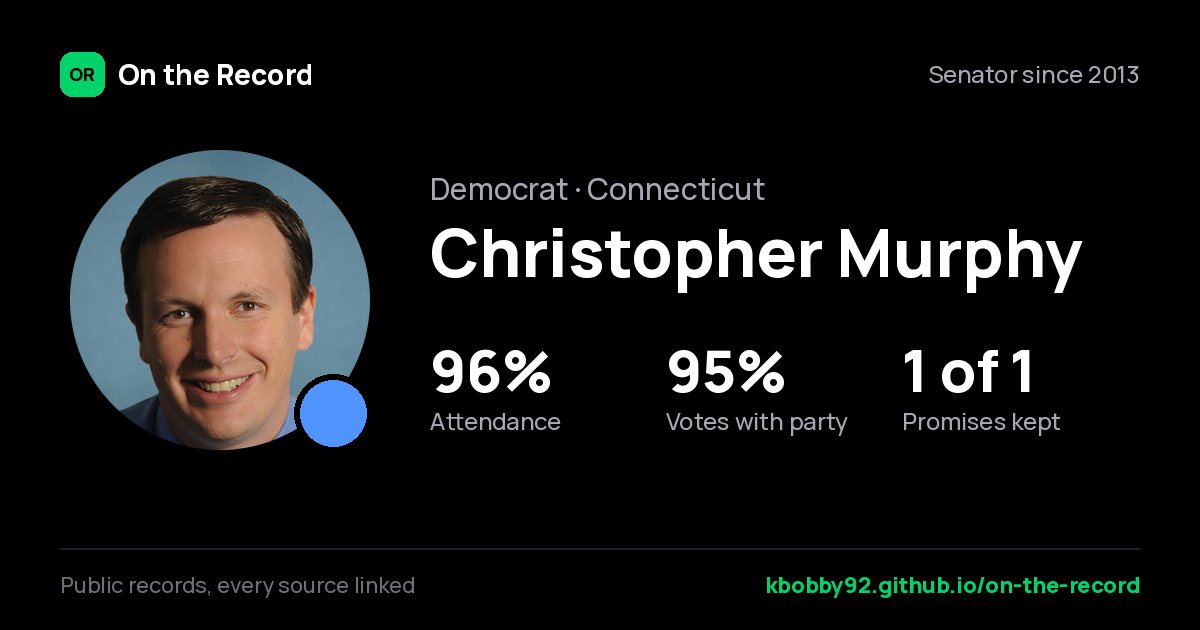 OR On the Record
Senator since 2013
Democrat · Connecticut
Christopher Murphy
96% 95% 1 of 1
Attendance Votes with party Promises kept
Public records, every source linked
kbobby92.github.io/on-the-record